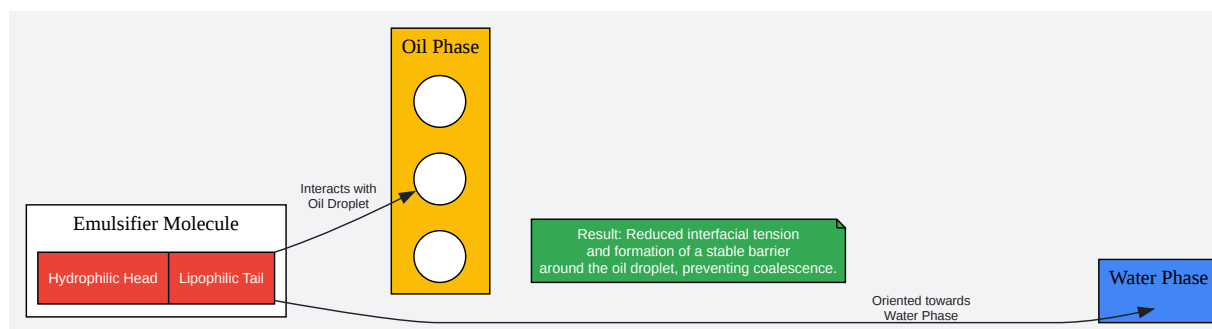 Oil Phase
Interacts with
Oil Droplet
Emulsifier Molecule
Hydrophilic Head
Lipophilic Tail
Result: Reduced interfacial tension
and formation of a stable barrier
around the oil droplet, preventing coalescence.
Oriented towards
Water Phase
Water Phase